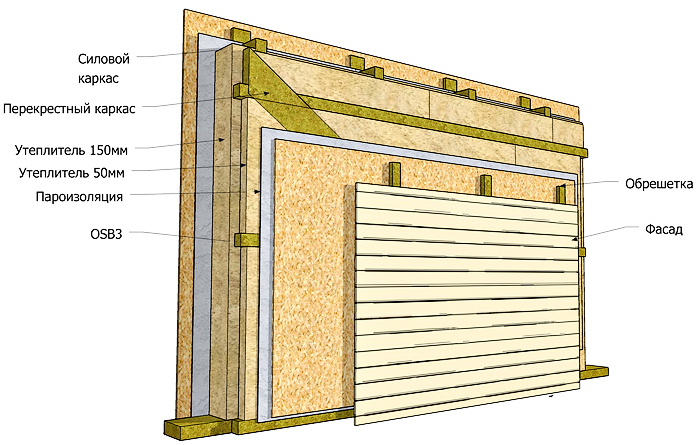 Силовой
каркас
Перекрестный каркас
Утеплитель 150мм
Утеплитель 50мм
Пароизоляция
OSB3
Обрешетка
Фасад